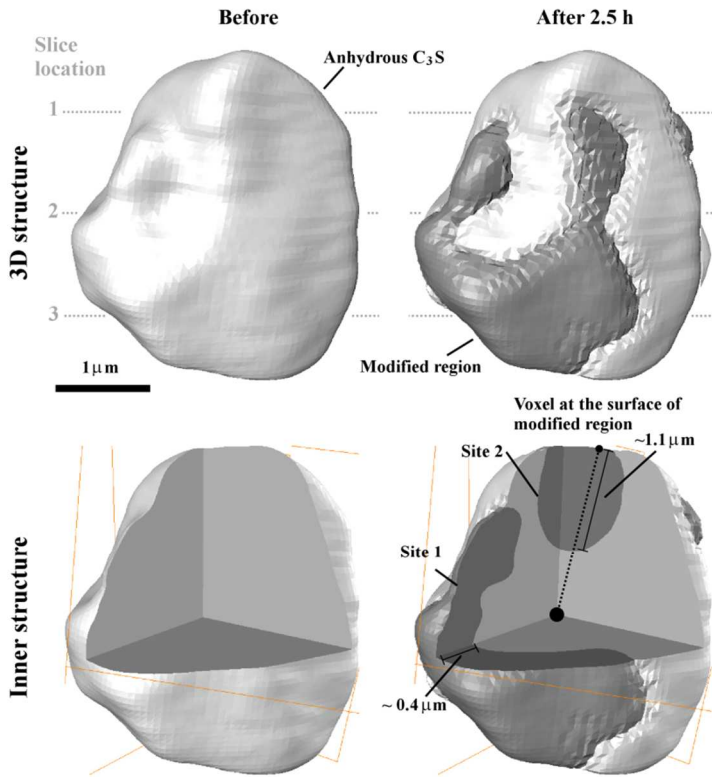 Before
After 2.5 h
Slice
location
Anhydrous C₃S
1
2
3
3D structure
1 μm
Modified region
Voxel at the surface of
modified region
Site 2
~1.1 μm
Site 1
Inner structure
~ 0.4 μm